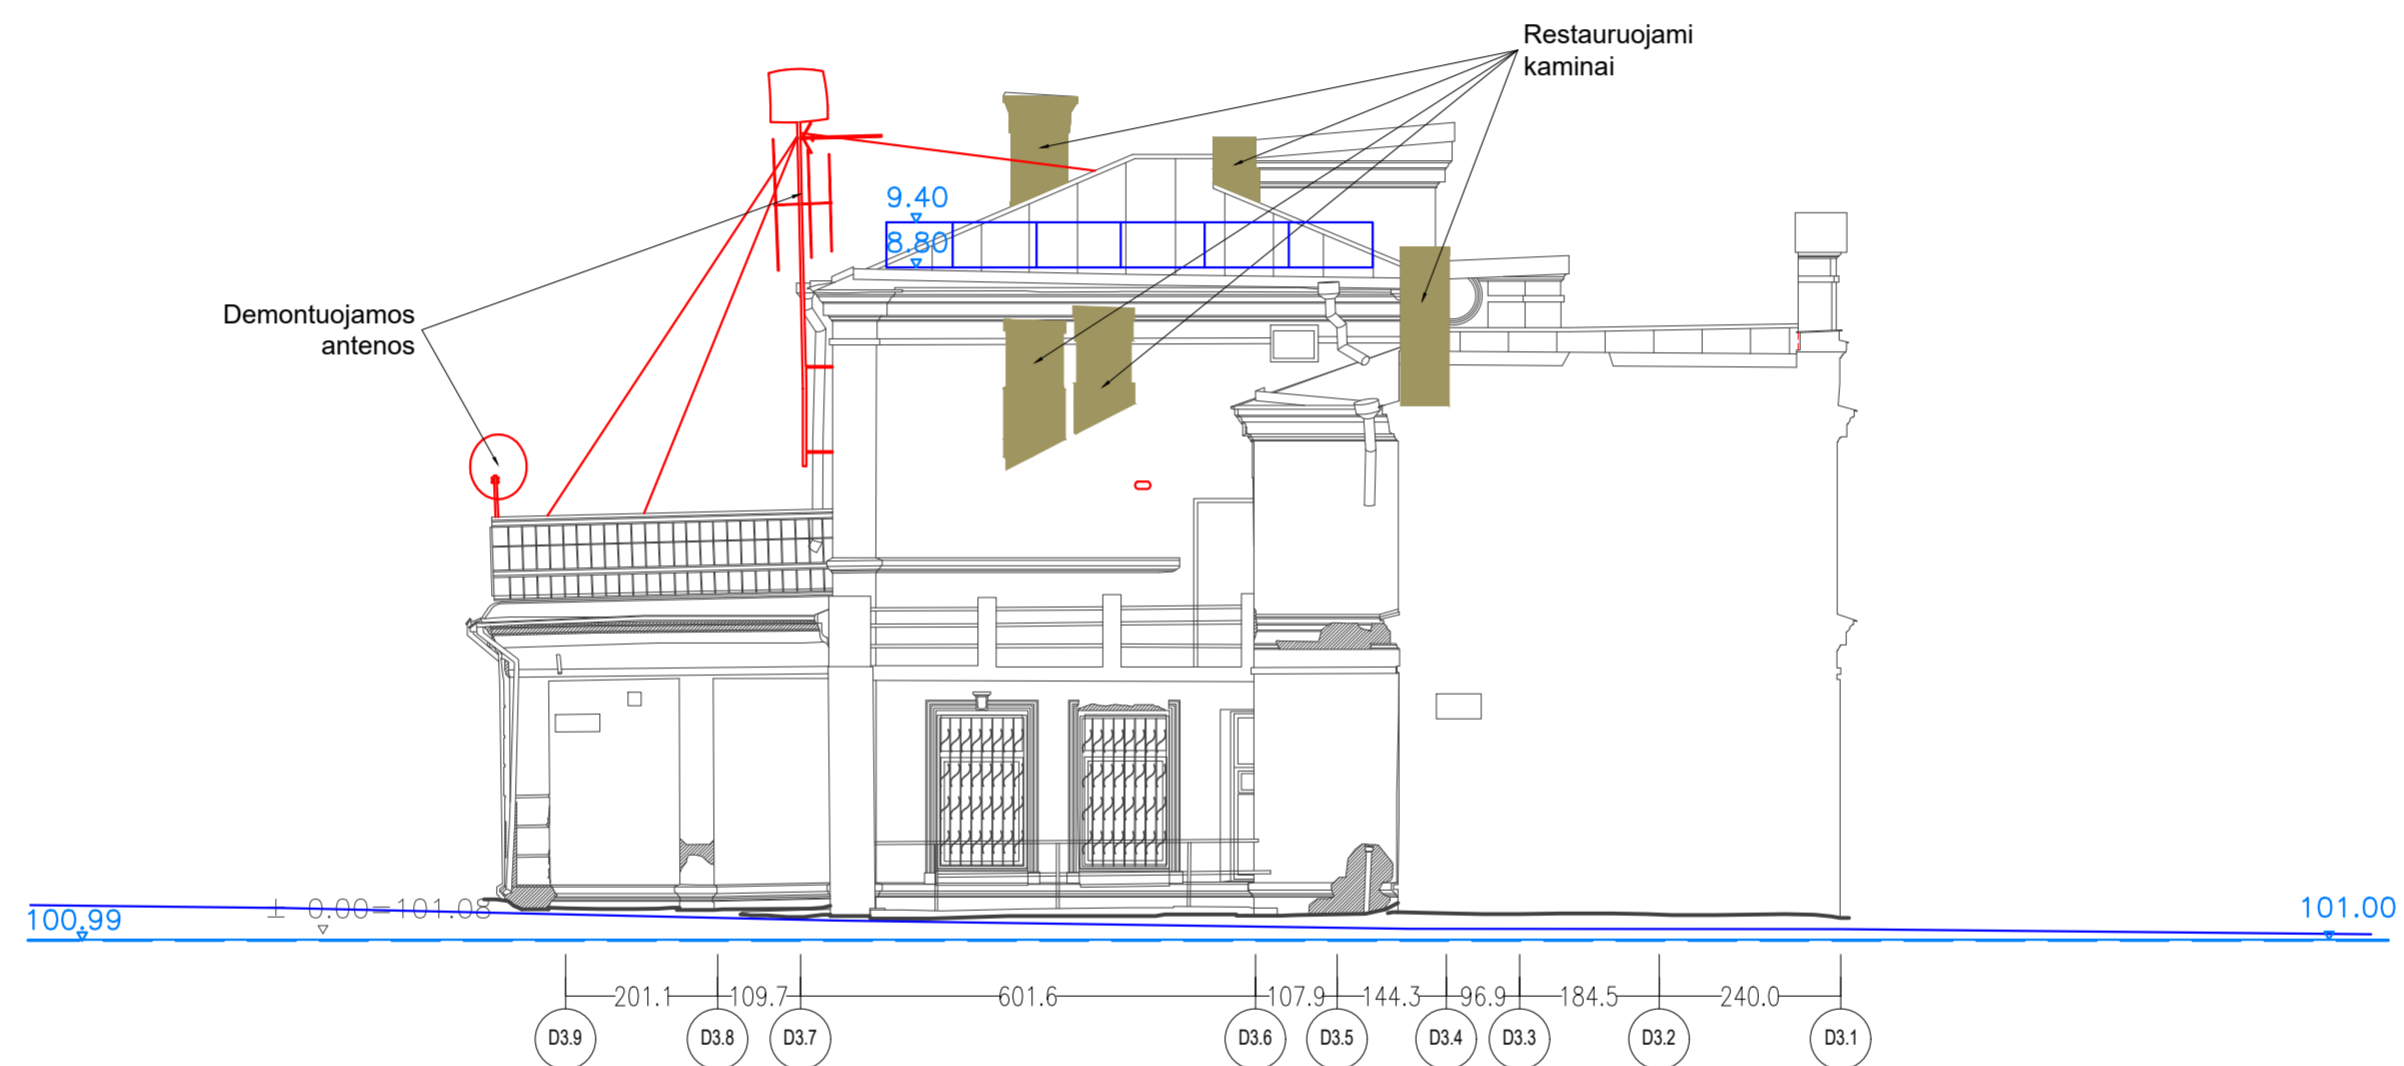 Restauruojami
kaminai
9.40
8.80
Demontuojamos
antenos
100.99
± 0.00=101.08
101.00
201.1 109.7 601.6 107.9 144.3 96.9 184.5 240.0
D3.9 D3.8 D3.7 D3.6 D3.5 D3.4 D3.3 D3.2 D3.1